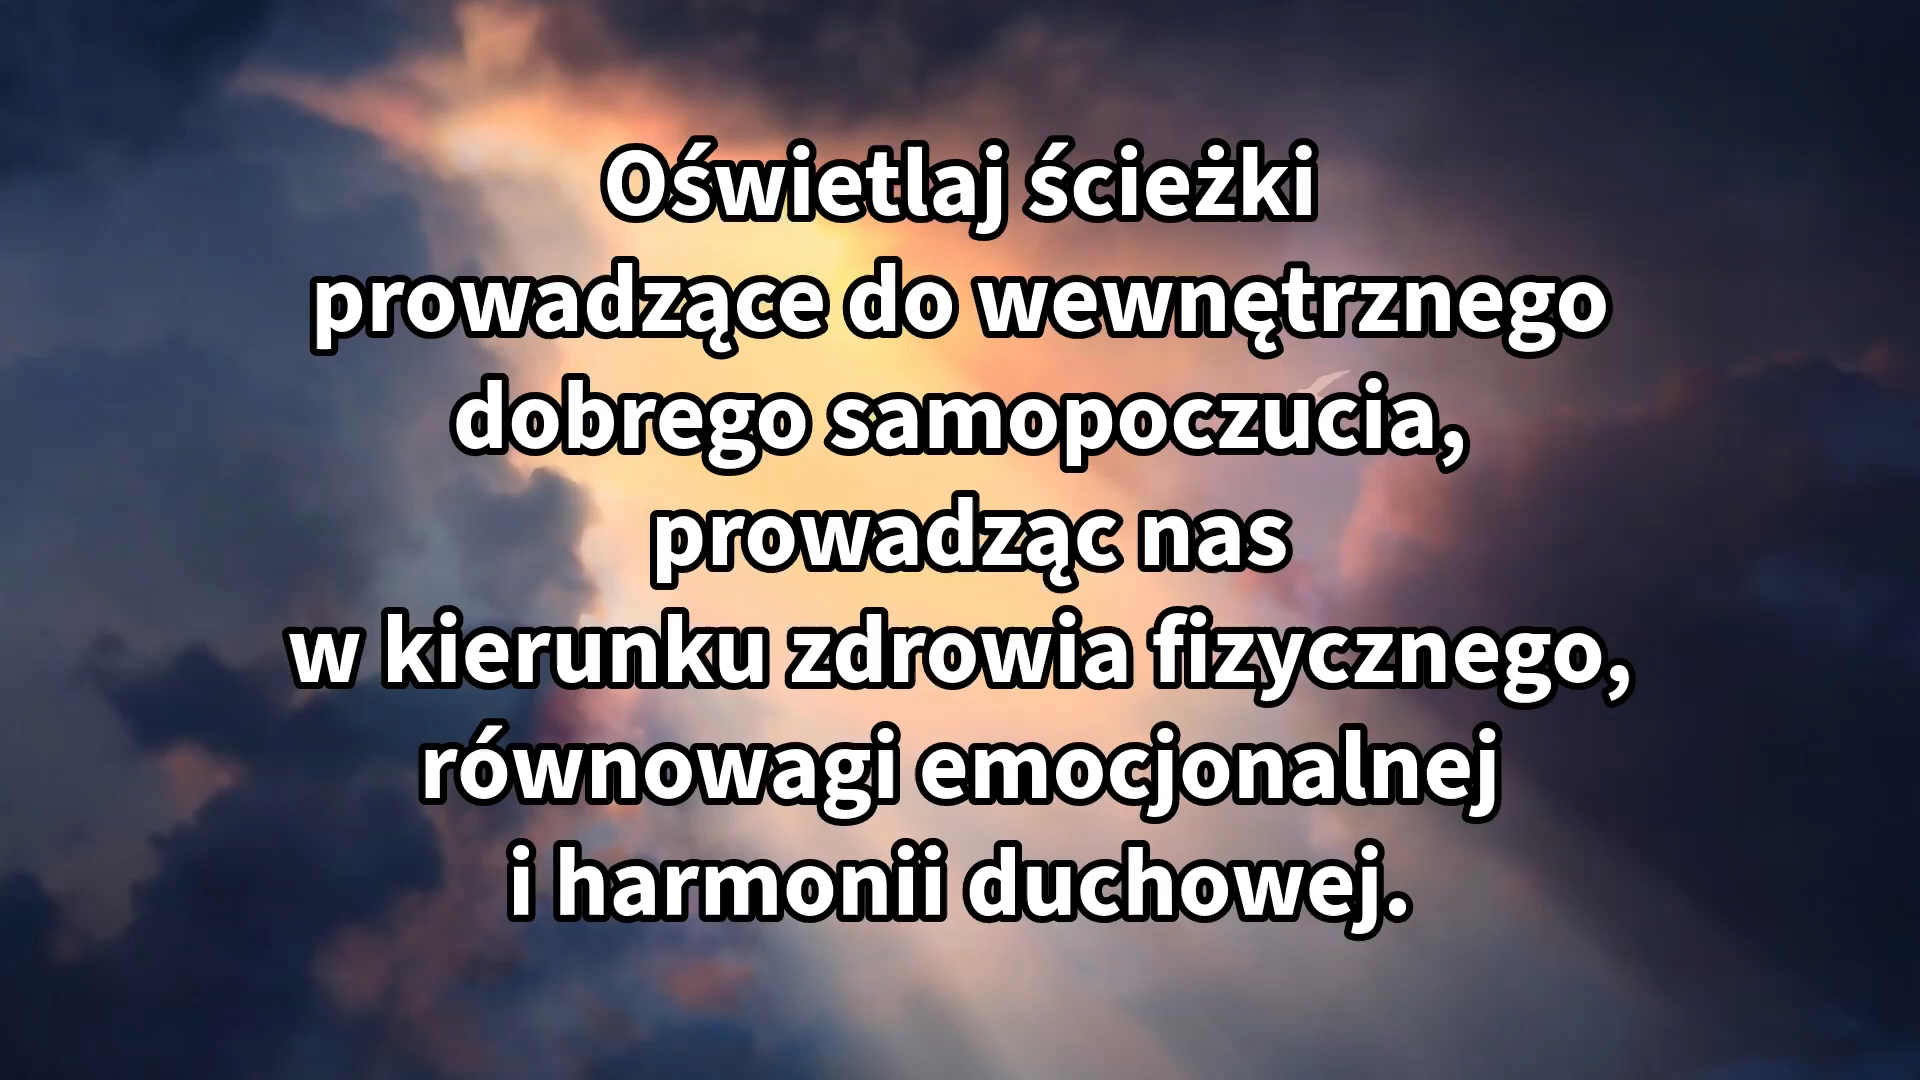 Oświetlaj ścieżki
prowadzące do wewnętrznego
dobrego samopoczucia,
prowadząc nas
w kierunku zdrowia fizycznego,
równowagi emocjonalnej
i harmonii duchowej.